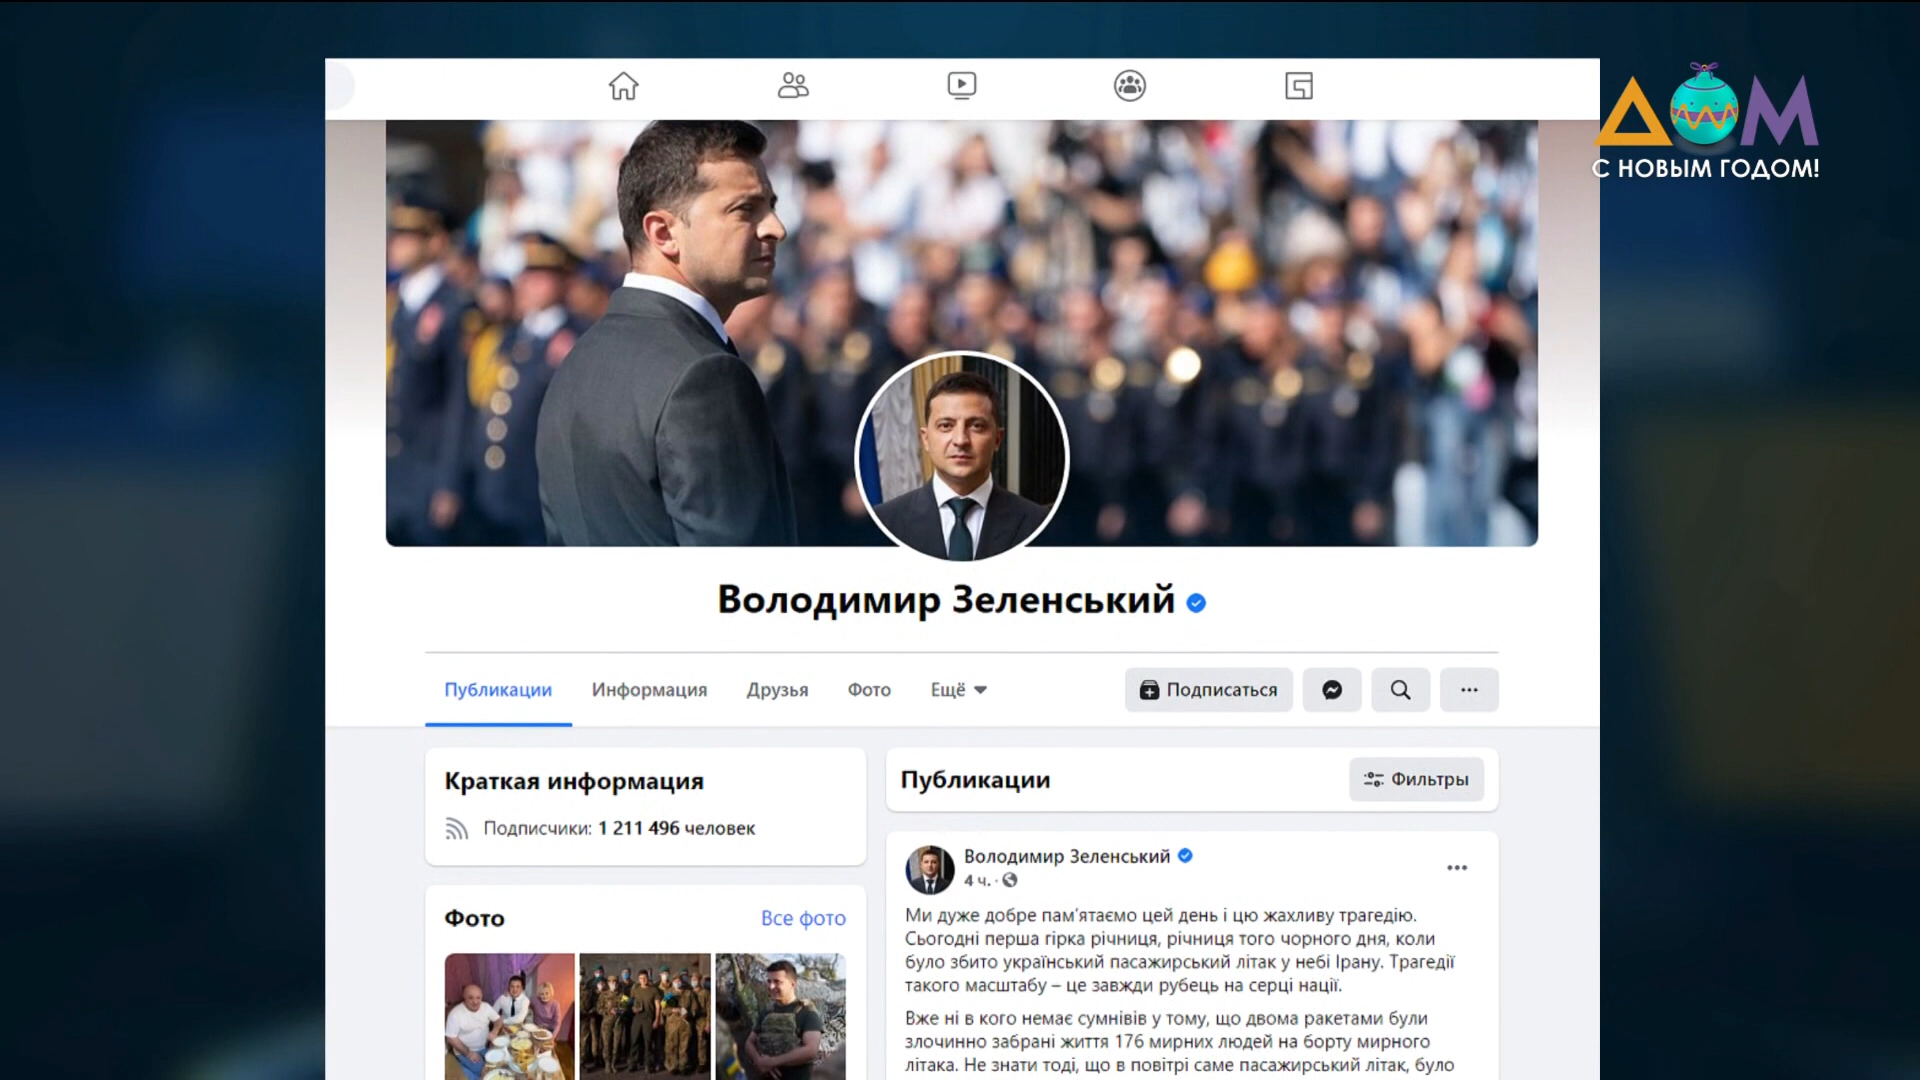 ДОМ
С НОВЫМ ГОДОМ!
Володимир Зеленський
Публикации
Информация
Друзья
Фото
Ещё
Подписаться
Краткая информация
Подписчики: 1 211 496 человек
Фото
Все фото
Публикации
Фильтры
Володимир Зеленський
4 ч. ·
Ми дуже добре пам'ятаємо цей день і цю жахливу трагедію.
Сьогодні перша гірка річниця, річниця того чорного дня, коли
було збито український пасажирський літак у небі Ірану. Трагедії
такого масштабу – це завжди рубець на серці нації.
Вже ні в кого немає сумнівів у тому, що двома ракетами були
злочинно забрані життя 176 мирних людей на борту мирного
літака. Не знати тоді, що в повітрі саме пасажирський літак, було